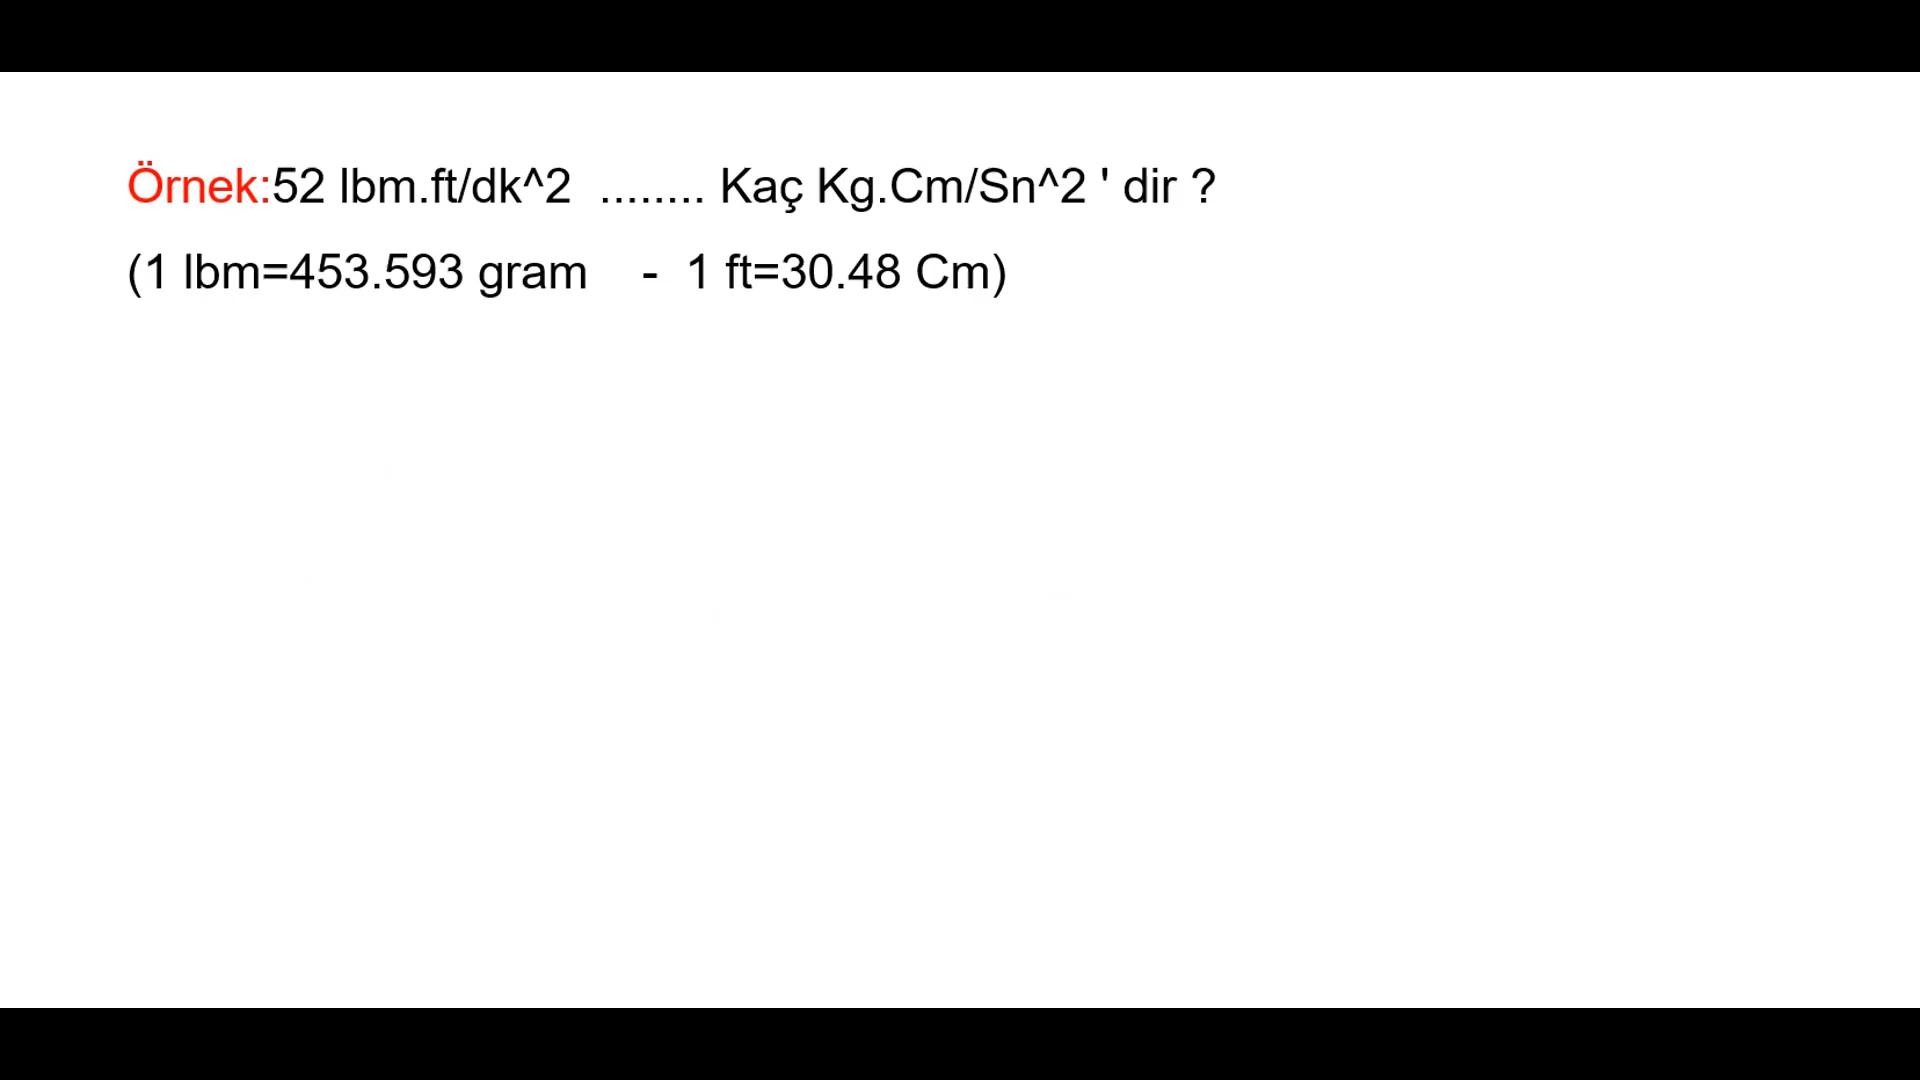 Örnek:52 lbm.ft/dk^2 ........ Kaç Kg.Cm/Sn^2 ' dir ?
(1 lbm=453.593 gram - 1 ft=30.48 Cm)